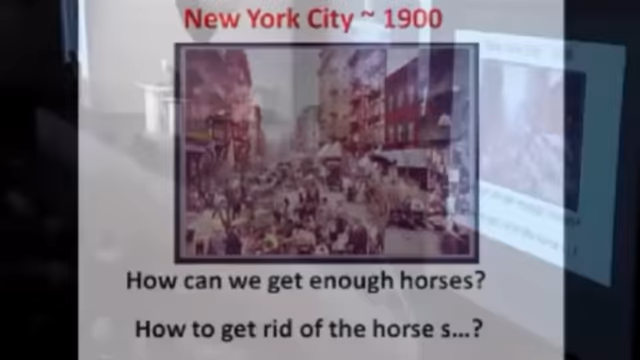 New York City ~ 1900
How can we get enough horses?
How to get rid of the horse s...?